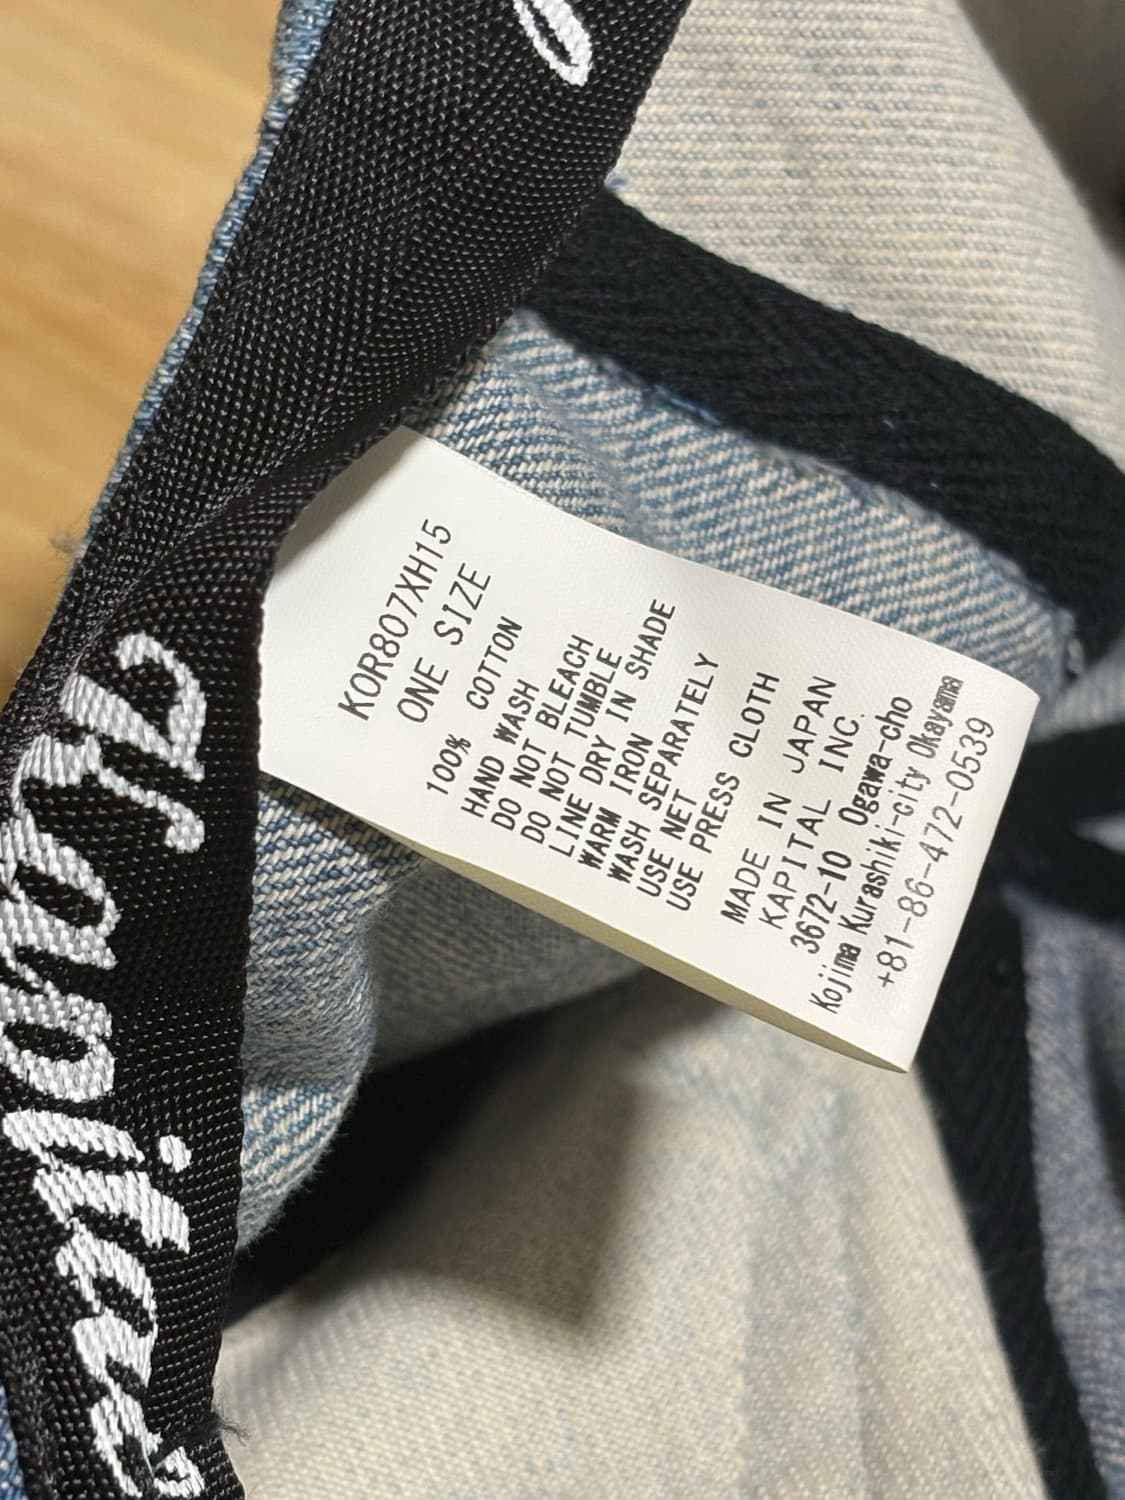 KOR807XH15
ONE SIZE
100% COTTON
HAND WASH
DO NOT BLEACH
DO NOT TUMBLE
LINE DRY IN SHADE
WARM IRON
WASH SEPARATELY
USE NET
USE PRESS CLOTH
MADE IN JAPAN
KAPITAL INC.
3672-10 Ogawa-cho
Kojima Kurashiki-city Okayama
+81-86-472-0539